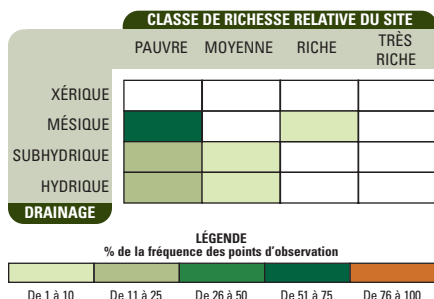 CLASSE DE RICHESSE RELATIVE DU SITE
PAUVRE MOYENNE RICHE TRÈS RICHE
XÉRIQUE
MÉSIQUE
SUBHYDRIQUE
HYDRIQUE
DRAINAGE
LÉGENDE
% de la fréquence des points d'observation
De 1 à 10 De 11 à 25 De 26 à 50 De 51 à 75 De 76 à 100